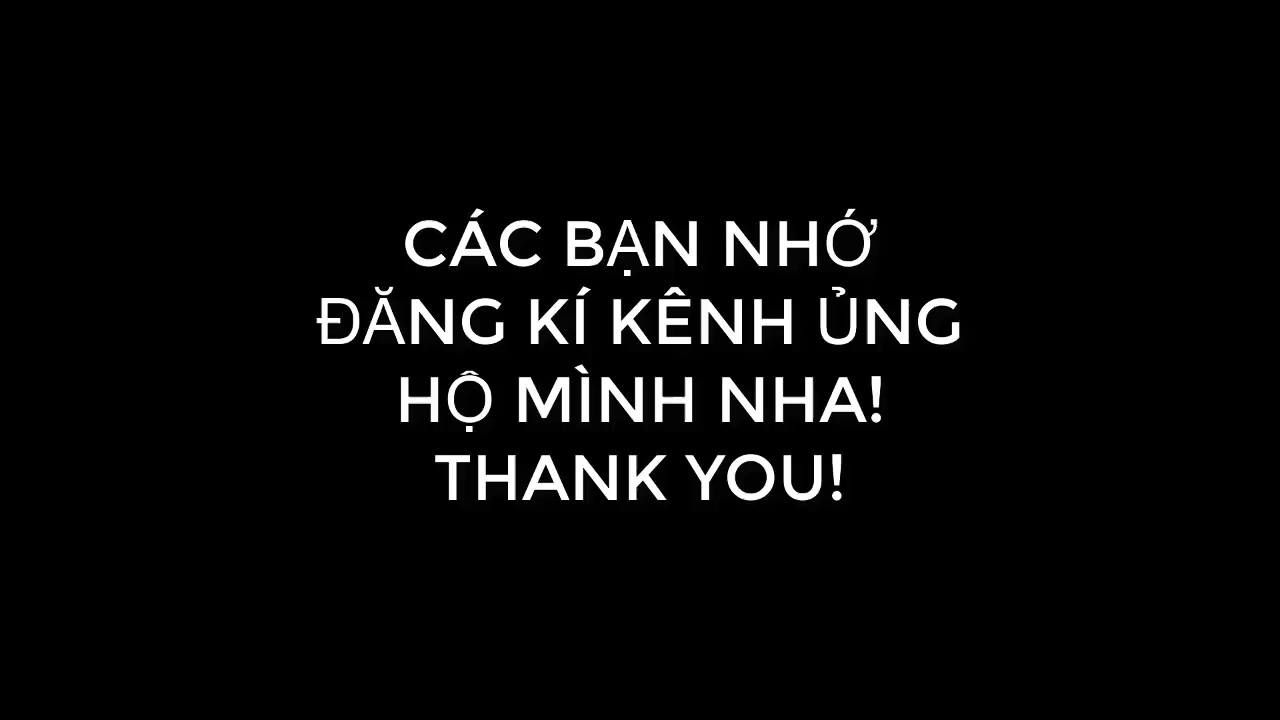 CÁC BẠN NHỚ
ĐĂNG KÍ KÊNH ỦNG
HỘ MÌNH NHA!
THANK YOU!